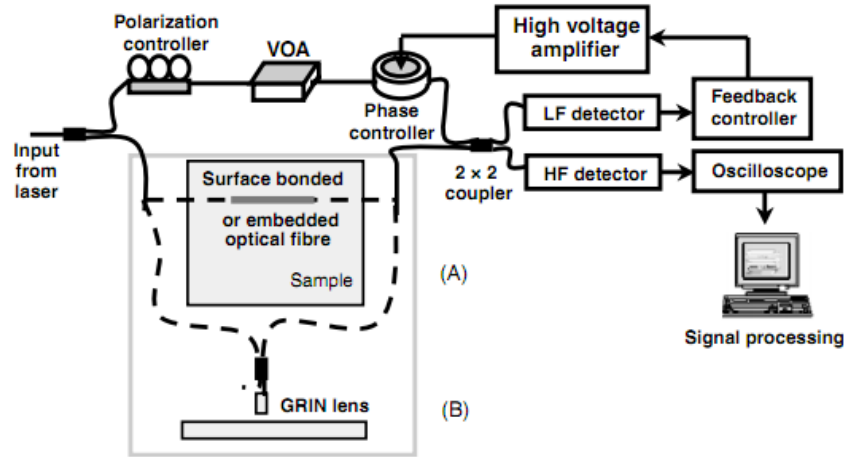 Polarization
controller
VOA
High voltage
amplifier
Phase
controller
LF detector
Feedback
controller
Input
from
laser
2 × 2
coupler
HF detector
Oscilloscope
Surface bonded
or embedded
optical fibre
Sample
(A)
Signal processing
GRIN lens
(B)